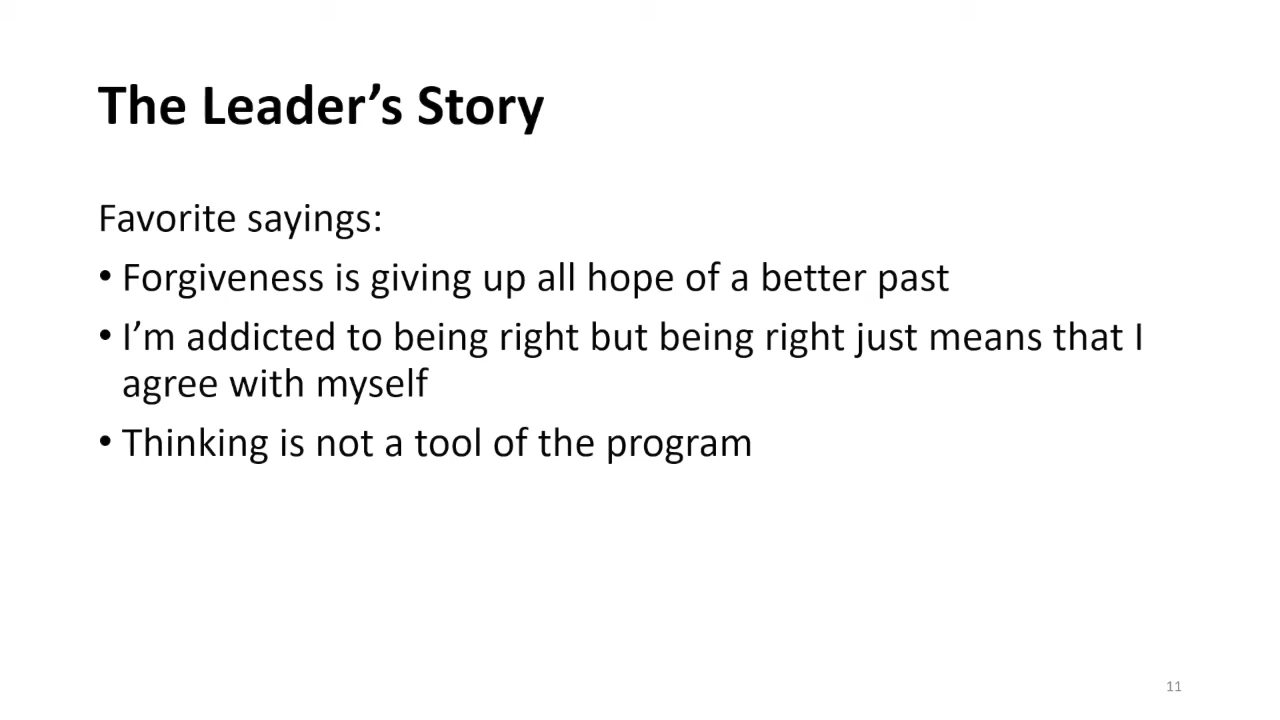 The Leader’s Story
Favorite sayings:
• Forgiveness is giving up all hope of a better past
• I’m addicted to being right but being right just means that I
agree with myself
• Thinking is not a tool of the program
11